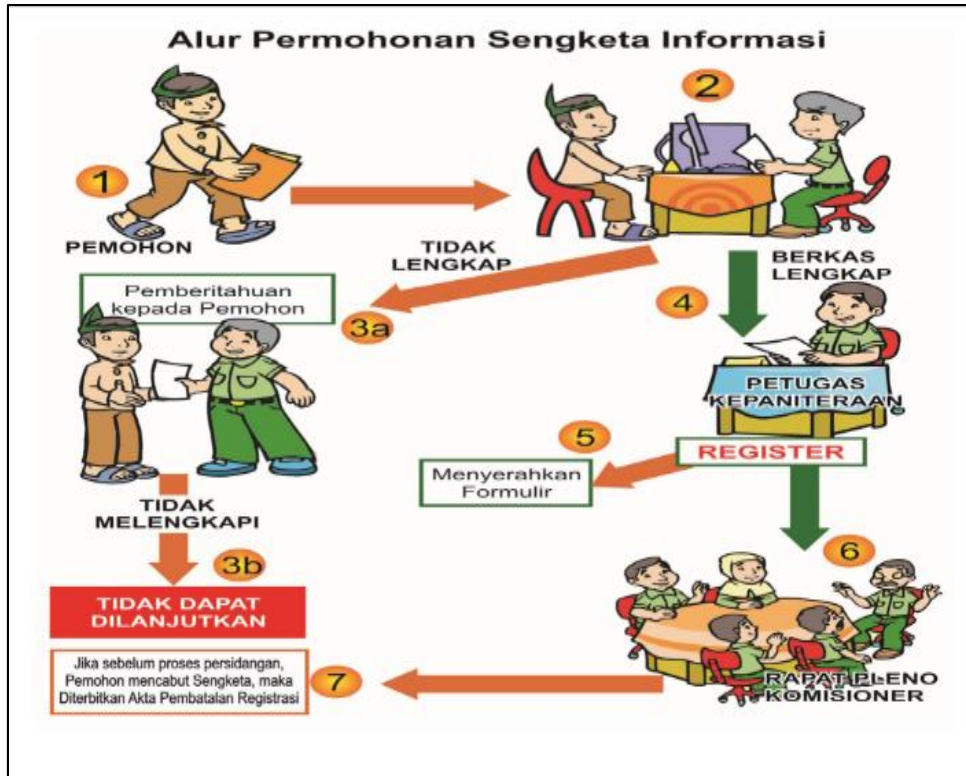 Alur Permohonan Sengketa Informasi
1
PEMOHON
2
TIDAK
LENGKAP
BERKAS
LENGKAP
Pemberitahuan
kepada Pemohon
3a
4
PETUGAS
KEPANITERAAN
REGISTER
5
Menyerahkan
Formulir
TIDAK
MELENGKAPI
3b
6
TIDAK DAPAT
DILANJUTKAN
Jika sebelum proses persidangan,
Pemohon mencabut Sengketa, maka
Diterbitkan Akta Pembatalan Registrasi
7
RAPAT PLENO
KOMISIONER